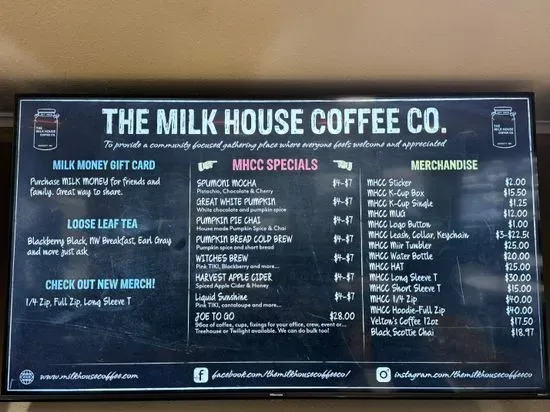 THE MILK HOUSE COFFEE CO.
To provide a community focused gathering place where everyone feels welcome and appreciated
MILK MONEY GIFT CARD
Purchase MILK MONEY for friends and
family. Great way to share.
LOOSE LEAF TEA
Blackberry Black, NW Breakfast, Earl Gray
and more just ask
CHECK OUT NEW MERCH!
1/4 Zip, Full Zip, Long Sleeve T
MHCC SPECIALS
SPUMONI MOCHA $4-$7
Pistachio, Chocolate & Cherry
GREAT WHITE PUMPKIN $4-$7
White chocolate and pumpkin spice
PUMPKIN PIE CHAI $4-$7
House made Pumpkin Spice & Chai
PUMPKIN BREAD COLD BREW $4-$7
Pumpkin spice and short bread
WITCHES BREW $4-$7
Pink TIKI, Blackberry and more...
HARVEST APPLE CIDER $4-$7
Spiced Apple Cider & Honey
Liquid Sunshine $4-$7
Pink TIKI, cantaloupe and more...
JOE TO GO $28.00
96oz of coffee, cups, fixings for your office, crew, event or...
Treehouse or Twilight available. We can do bulk too!
MERCHANDISE
MHCC Sticker $2.00
MHCC K-Cup Box $15.50
MHCC K-Cup Single $1.25
MHCC MUG $12.00
MHCC Logo Button $1.00
MHCC Leash, Collar, Keychain $3-$22.5t
MHCC Miir Tumbler $25.00
MHCC Water Bottle $20.00
MHCC HAT $25.00
MHCC Long Sleeve T $30.00
MHCC Short Sleeve T $15.00
MHCC 1/4 Zip $40.00
MHCC Hoodie-Full Zip $40.00
Velton's Coffee 12oz $17.50
Black Scottie Chai $18.97
www.milkhousecoffee.com
facebook.com/themilkhousecoffeeco/
instagram.com/themilkhousecoffeeco/
Hisense